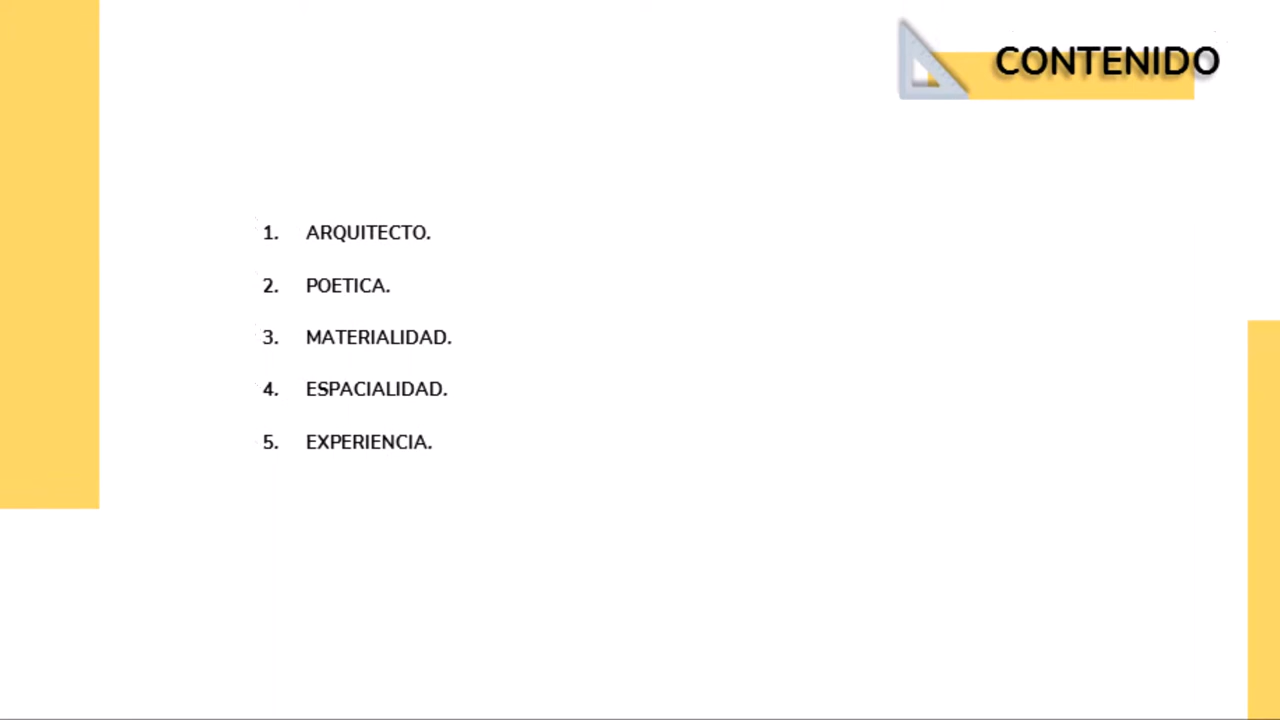 CONTENIDO
1. ARQUITECTO.
2. POETICA.
3. MATERIALIDAD.
4. ESPACIALIDAD.
5. EXPERIENCIA.